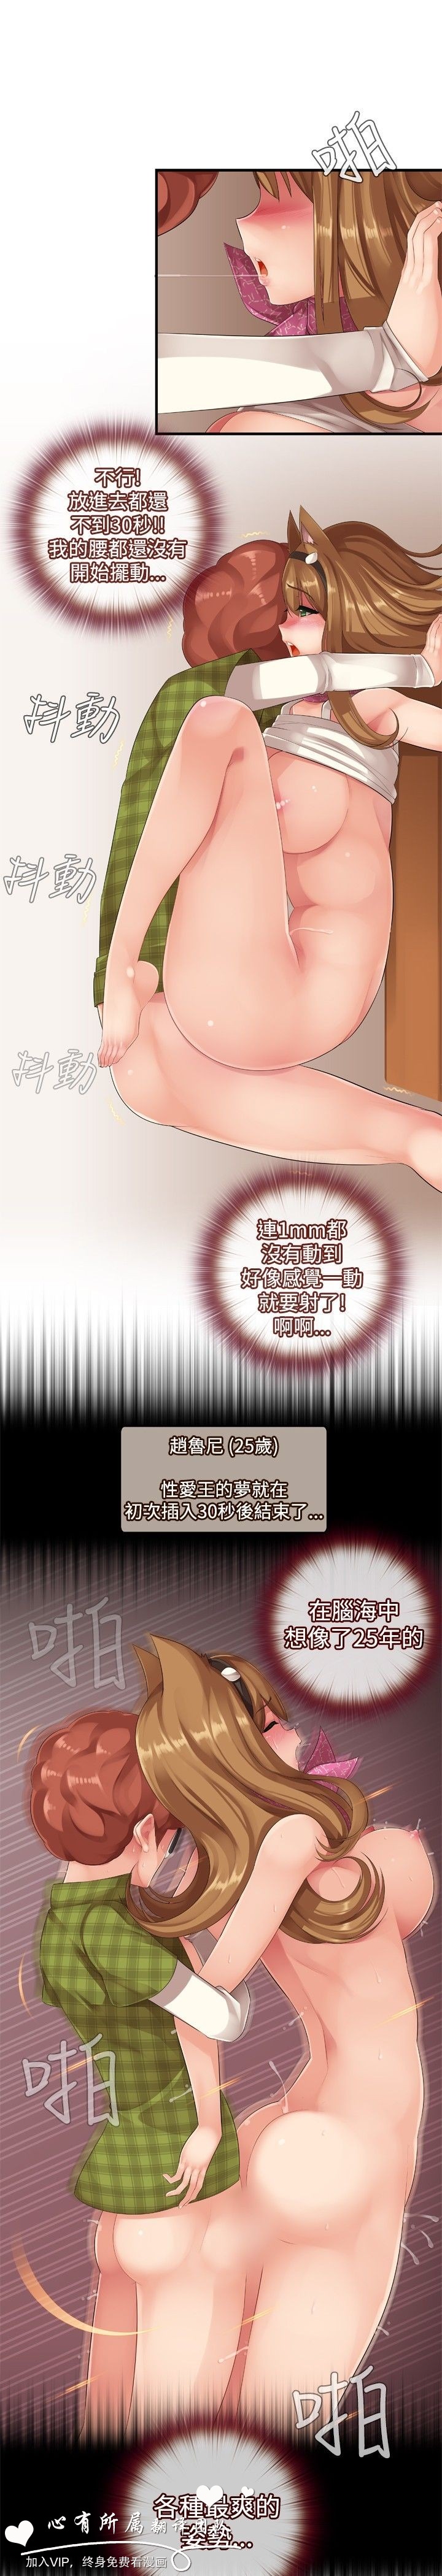 啪
不行!
放進去都還
不到30秒!!
我的腰都還沒有
開始擺動...
抖動
抖動
抖動
連1mm都
沒有動到
好像感覺一動
就要射了!
啊啊...
趙魯尼 (25歲)
性愛王的夢就在
初次插入30秒後結束了...
在腦海中
想像了25年的
啪
啪
啪
各種最爽的
姿勢...
心有所属翻译团队
加入VIP，终身免费看漫画